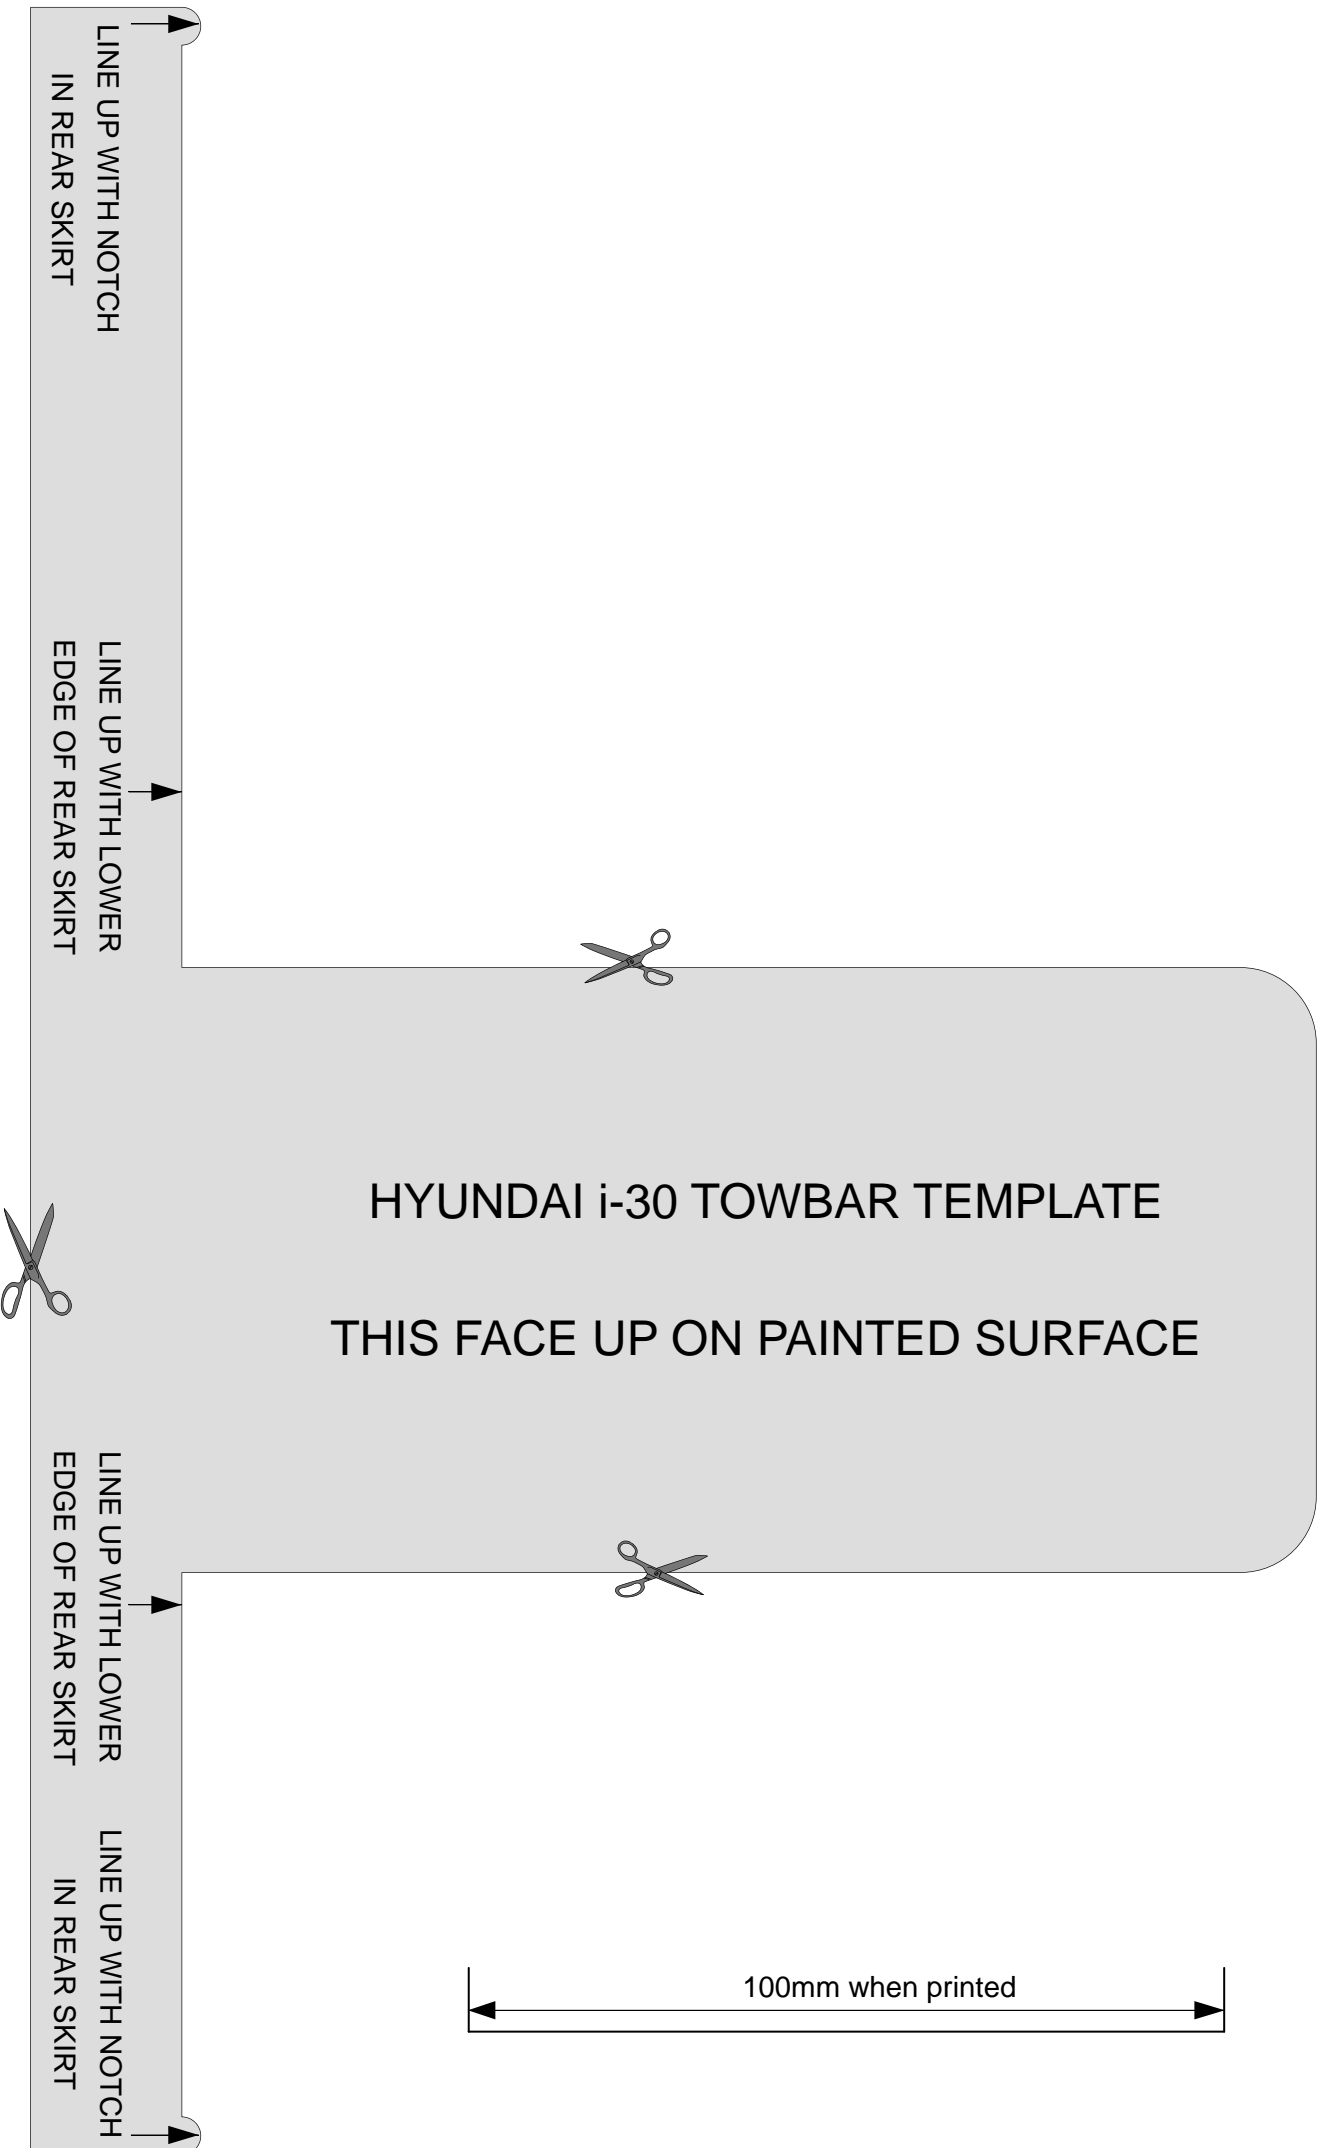 LINE UP WITH NOTCH
IN REAR SKIRT
LINE UP WITH LOWER
EDGE OF REAR SKIRT
HYUNDAI i-30 TOWBAR TEMPLATE
THIS FACE UP ON PAINTED SURFACE
LINE UP WITH LOWER
EDGE OF REAR SKIRT
LINE UP WITH NOTCH
IN REAR SKIRT
100mm when printed